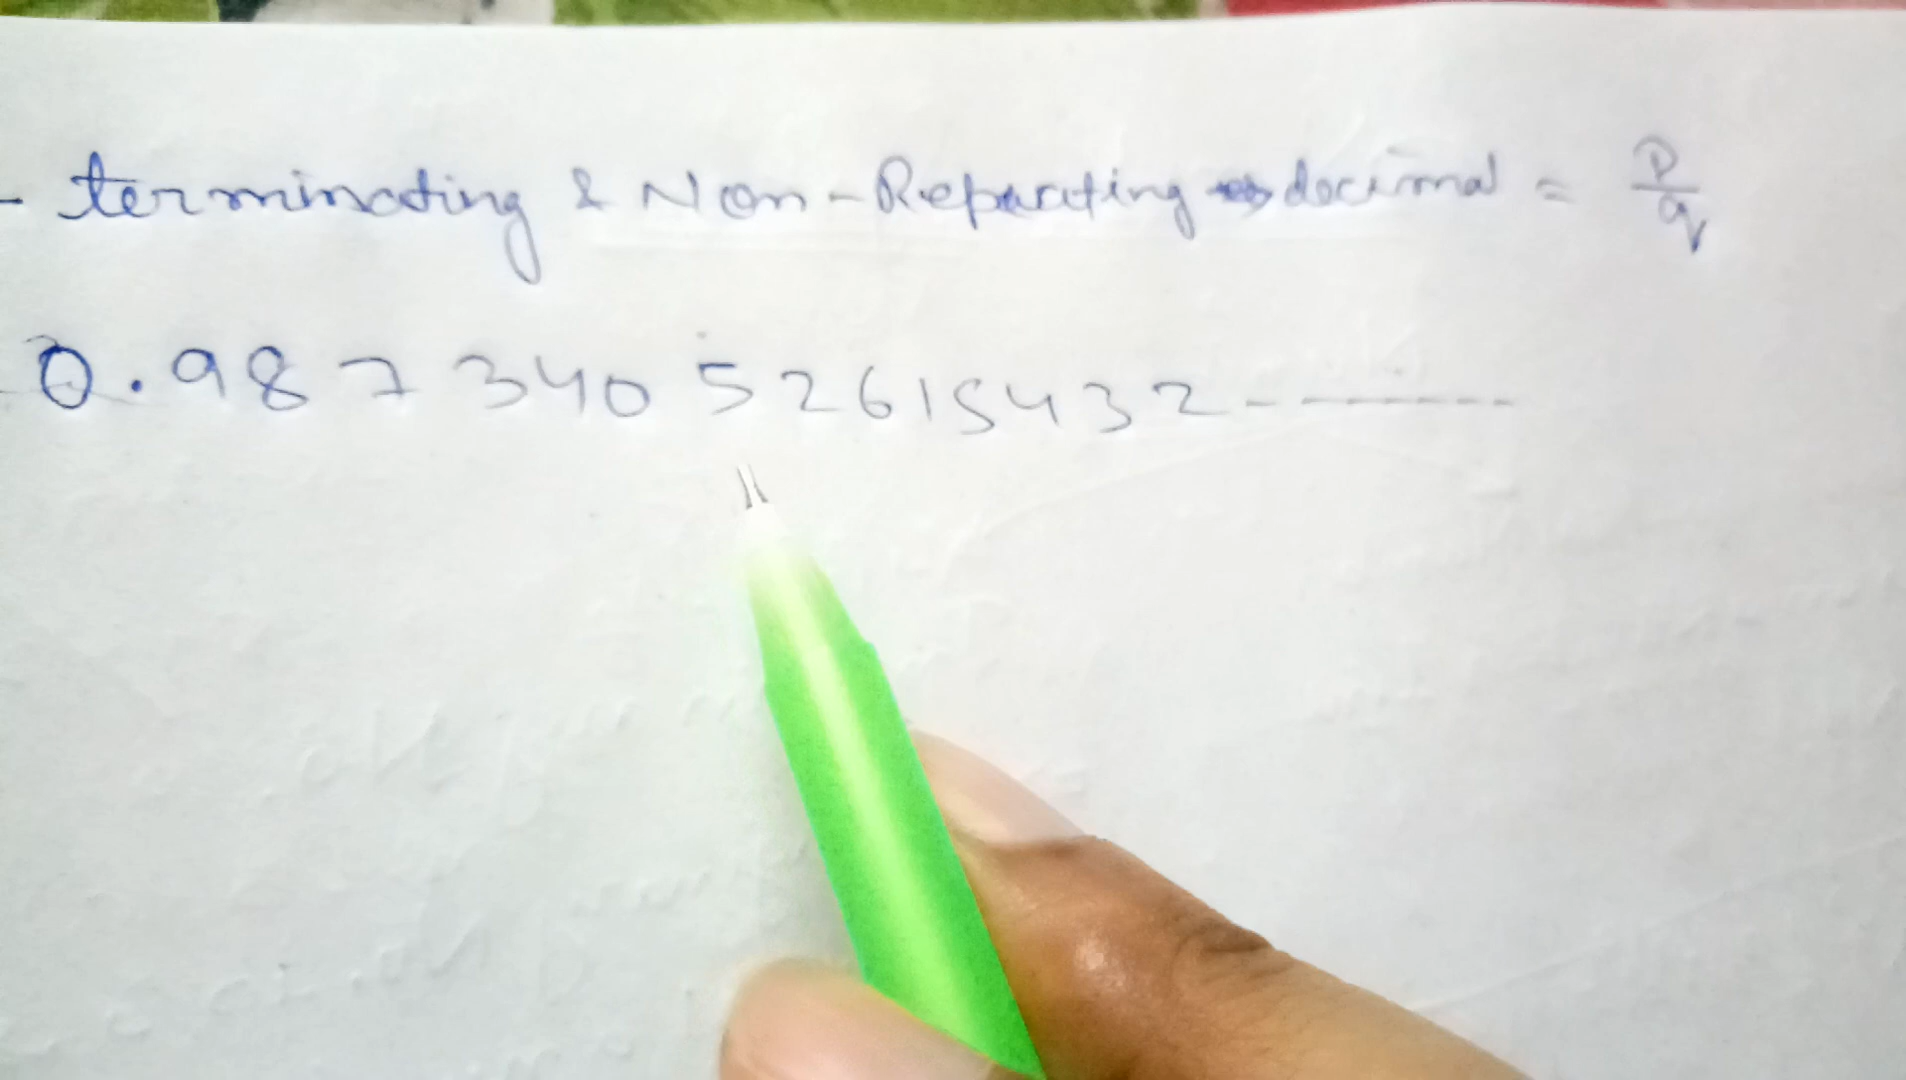 - terminating & Non-Repeating decimal = p/q
0.98734052615432--------